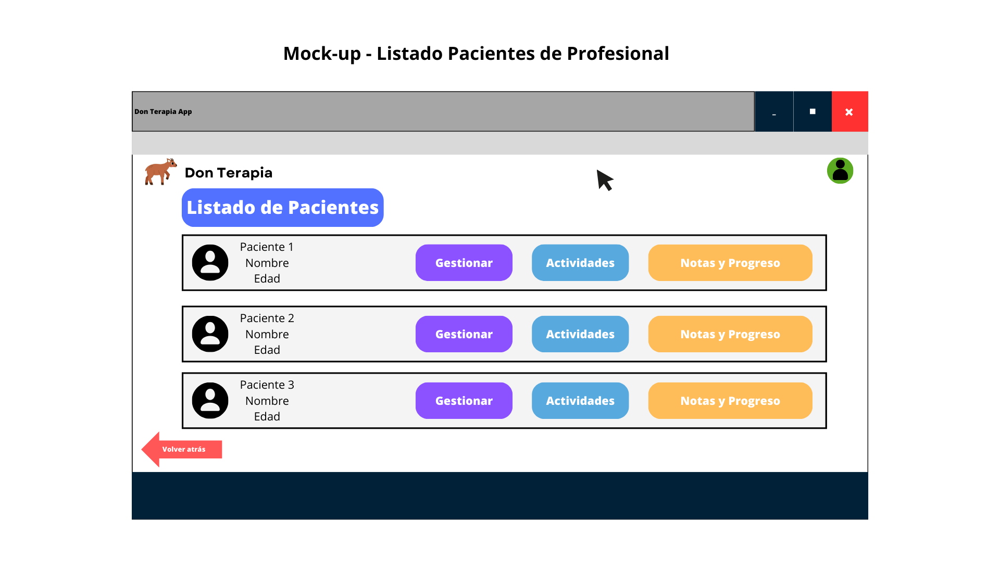 Mock-up - Listado Pacientes de Profesional
Don Terapia App
Don Terapia
Listado de Pacientes
Paciente 1
Nombre
Edad
Gestionar
Actividades
Notas y Progreso
Paciente 2
Nombre
Edad
Gestionar
Actividades
Notas y Progreso
Paciente 3
Nombre
Edad
Gestionar
Actividades
Notas y Progreso
Volver atrás